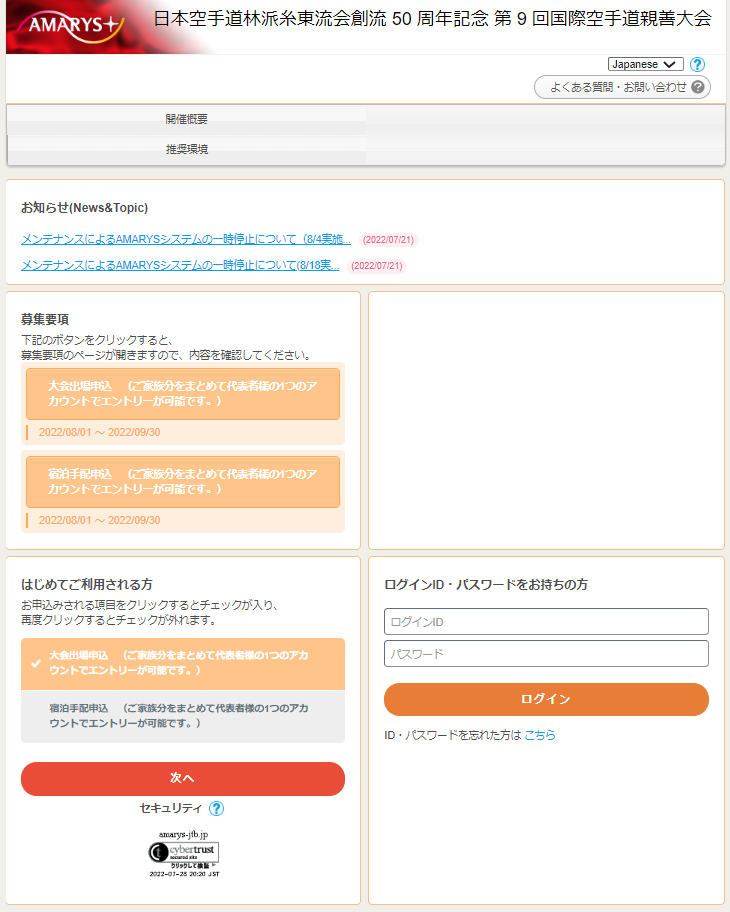 AMARYS+
日本空手道林派糸東流会創流 50 周年記念 第 9 回国際空手道親善大会
Japanese
?
よくある質問・お問い合わせ ?
開催概要
推奨環境
お知らせ(News&Topic)
メンテナンスによるAMARYSシステムの一時停止について（8/4実施... (2022/07/21)
メンテナンスによるAMARYSシステムの一時停止について(8/18実... (2022/07/21)
募集要項
下記のボタンをクリックすると、
募集要項のページが開きますので、内容を確認してください。
大会出場申込　（ご家族分をまとめて代表者様の1つのア
カウントでエントリーが可能です。）
2022/08/01 ～ 2022/09/30
宿泊手配申込　（ご家族分をまとめて代表者様の1つのア
カウントでエントリーが可能です。）
2022/08/01 ～ 2022/09/30
はじめてご利用される方
お申込みされる項目をクリックするとチェックが入り、
再度クリックするとチェックが外れます。
大会出場申込　（ご家族分をまとめて代表者様の1つのアカ
ウントでエントリーが可能です。）
宿泊手配申込　（ご家族分をまとめて代表者様の1つのアカ
ウントでエントリーが可能です。）
次へ
セキュリティ ?
amarys-jtb.jp
cybertrust
secured site
クリックして検証
2022-01-28 20:20 JST
ログインID・パスワードをお持ちの方
ログインID
パスワード
ログイン
ID・パスワードを忘れた方は こちら